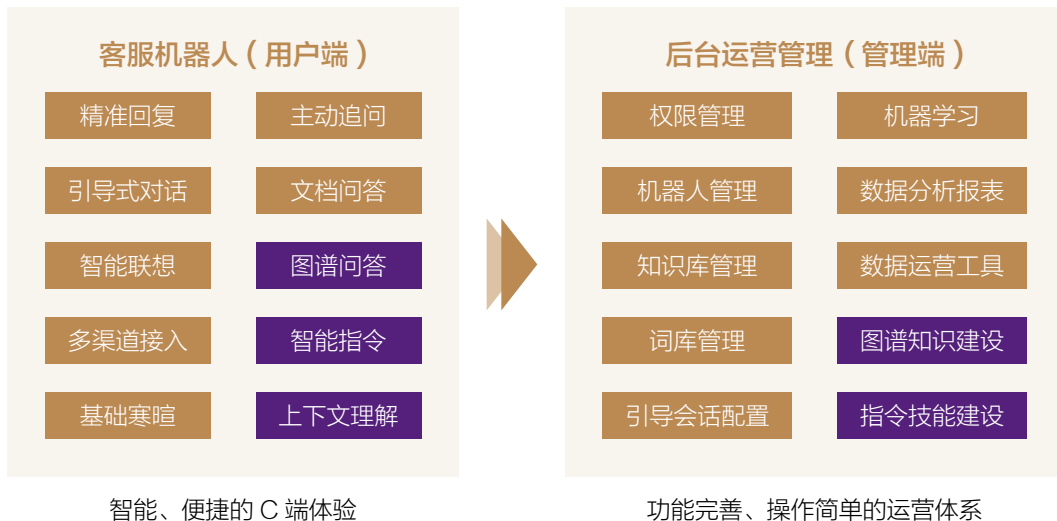 客服机器人（用户端）
精准回复
主动追问
引导式对话
文档问答
智能联想
图谱问答
多渠道接入
智能指令
基础寒暄
上下文理解
智能、便捷的 C 端体验
后台运营管理（管理端）
权限管理
机器学习
机器人管理
数据分析报表
知识库管理
数据运营工具
词库管理
图谱知识建设
引导会话配置
指令技能建设
功能完善、操作简单的运营体系